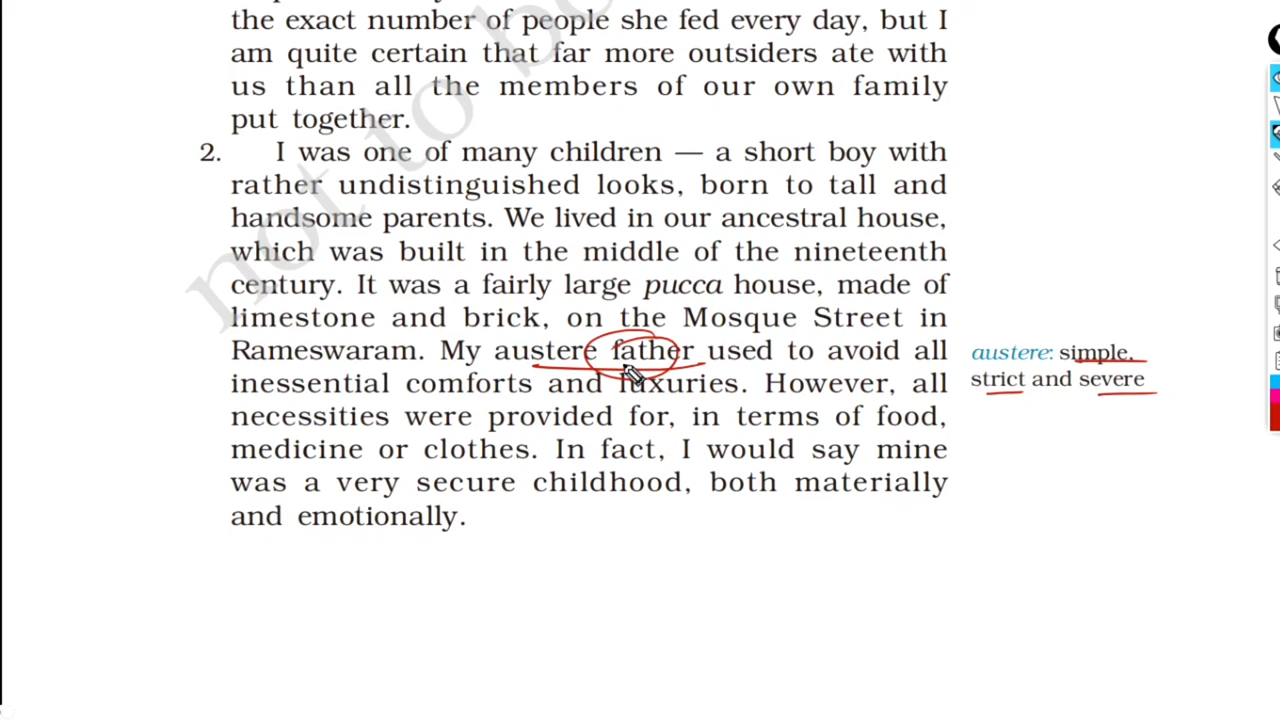 the exact number of people she fed every day, but I
am quite certain that far more outsiders ate with
us than all the members of our own family
put together.
2. I was one of many children — a short boy with
rather undistinguished looks, born to tall and
handsome parents. We lived in our ancestral house,
which was built in the middle of the nineteenth
century. It was a fairly large pucca house, made of
limestone and brick, on the Mosque Street in
Rameswaram. My austere father used to avoid all
inessential comforts and luxuries. However, all
necessities were provided for, in terms of food,
medicine or clothes. In fact, I would say mine
was a very secure childhood, both materially
and emotionally.
austere: simple,
strict and severe
not to be